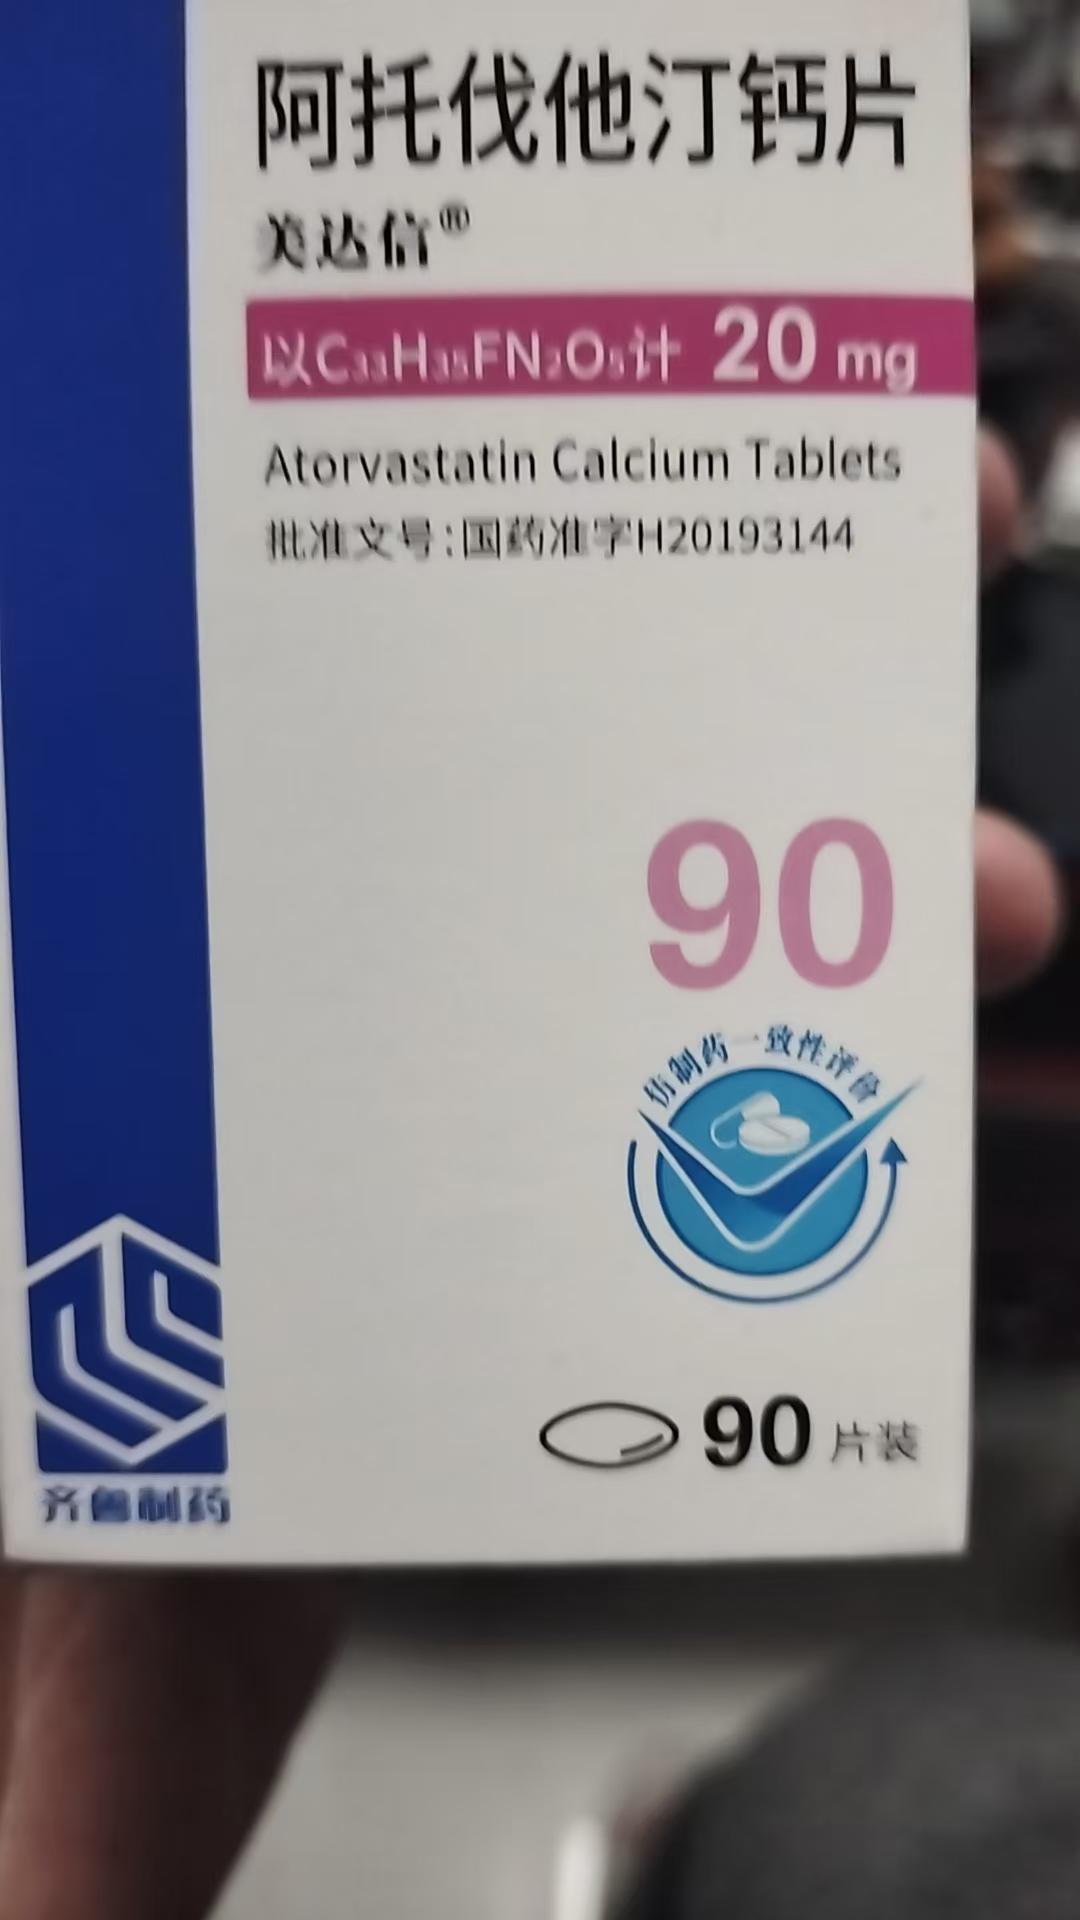 阿托伐他汀钙片
美达信®
以C₃₃H₃₅FN₂O₅计 20 mg
Atorvastatin Calcium Tablets
批准文号:国药准字H20193144
90
仿制药一致性评价
90 片装
齐鲁制药